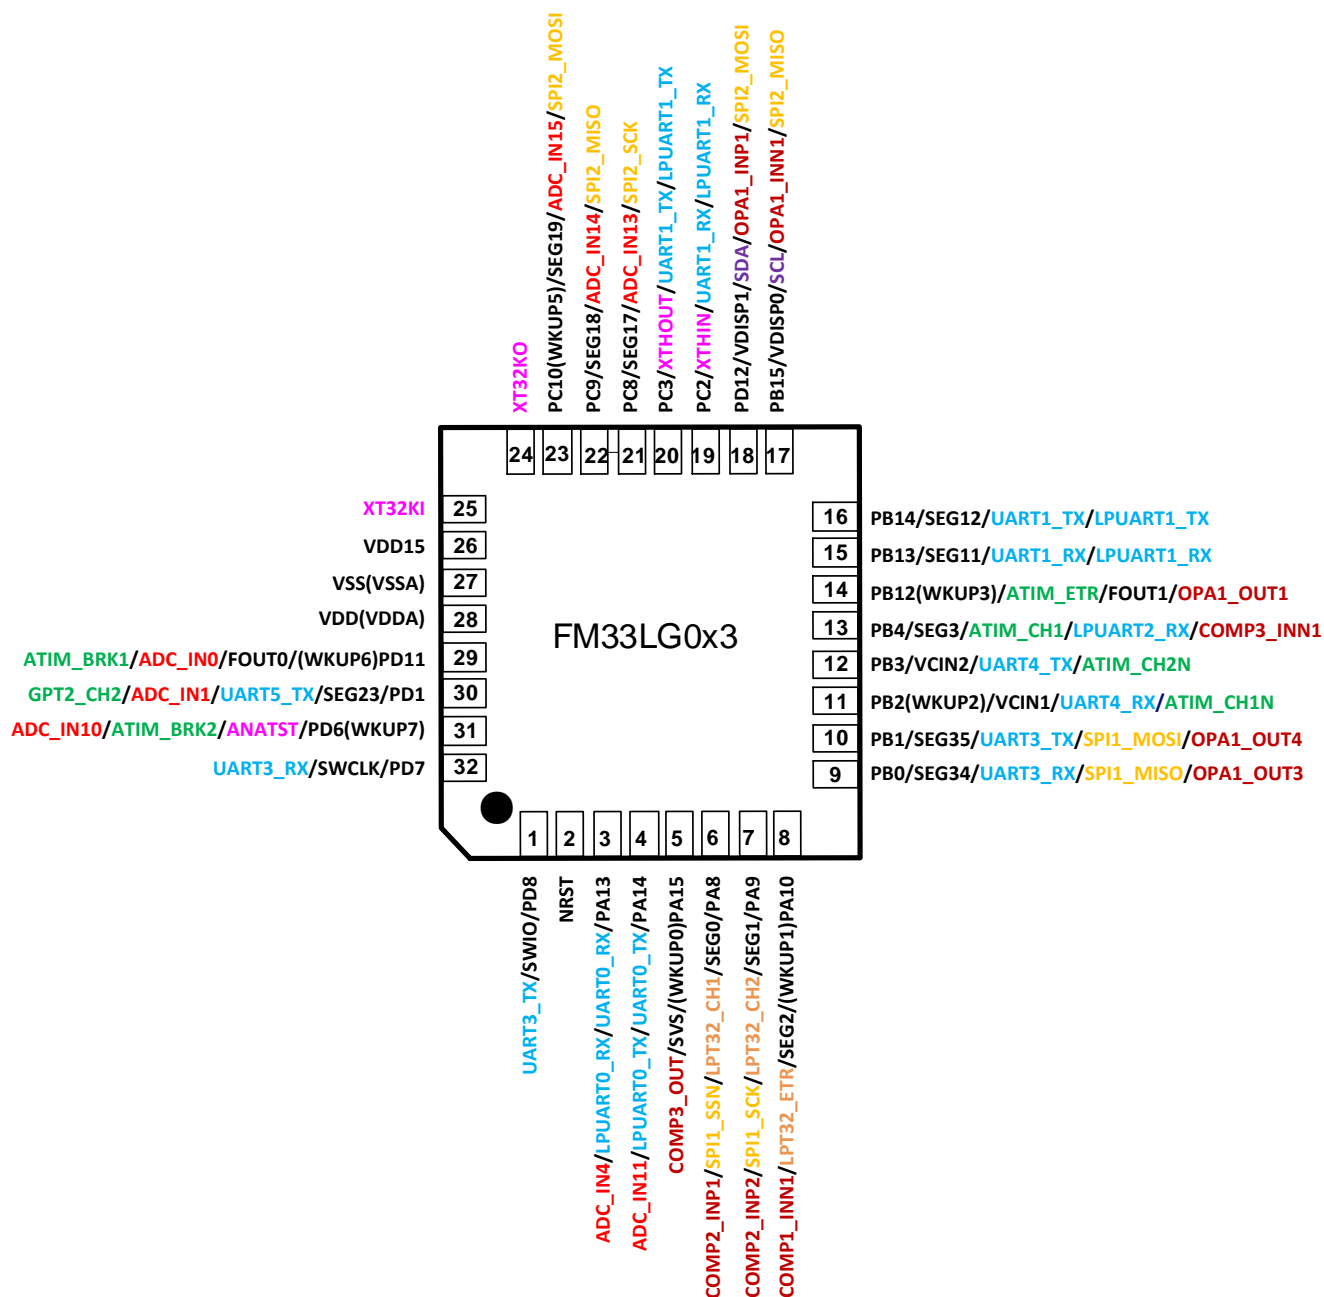 XT32KO
PC10(WKUP5)/SEG19/ADC_IN15/SPI2_MOSI
PC9/SEG18/ADC_IN14/SPI2_MISO
PC8/SEG17/ADC_IN13/SPI2_SCK
PC3/XTHOUT/UART1_TX/LPUART1_TX
PC2/XTHIN/UART1_RX/LPUART1_RX
PD12/VDISP1/SDA/OPA1_INP1/SPI2_MOSI
PB15/VDISP0/SCL/OPA1_INN1/SPI2_MISO
24 23 22 21 20 19 18 17
XT32KI 25
VDD15 26
VSS(VSSA) 27
VDD(VDDA) 28
ATIM_BRK1/ADC_IN0/FOUT0/(WKUP6)PD11 29
GPT2_CH2/ADC_IN1/UART5_TX/SEG23/PD1 30
ADC_IN10/ATIM_BRK2/ANATST/PD6(WKUP7) 31
UART3_RX/SWCLK/PD7 32
FM33LG0x3
16 PB14/SEG12/UART1_TX/LPUART1_TX
15 PB13/SEG11/UART1_RX/LPUART1_RX
14 PB12(WKUP3)/ATIM_ETR/FOUT1/OPA1_OUT1
13 PB4/SEG3/ATIM_CH1/LPUART2_RX/COMP3_INN1
12 PB3/VCIN2/UART4_TX/ATIM_CH2N
11 PB2(WKUP2)/VCIN1/UART4_RX/ATIM_CH1N
10 PB1/SEG35/UART3_TX/SPI1_MOSI/OPA1_OUT4
9 PB0/SEG34/UART3_RX/SPI1_MISO/OPA1_OUT3
1 2 3 4 5 6 7 8
UART3_TX/SWIO/PD8
NRST
ADC_IN4/LPUART0_RX/UART0_RX/PA13
ADC_IN11/LPUART0_TX/UART0_TX/PA14
COMP3_OUT/SVS/(WKUP0)PA15
COMP2_INP1/SPI1_SSN/LPT32_CH1/SEG0/PA8
COMP2_INP2/SPI1_SCK/LPT32_CH2/SEG1/PA9
COMP1_INN1/LPT32_ETR/SEG2/(WKUP1)PA10